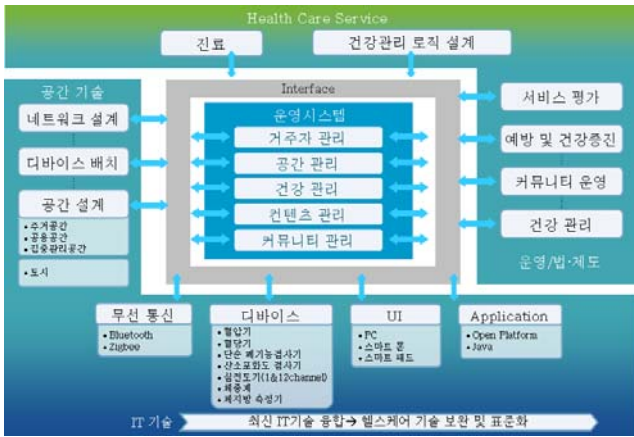 Health Care Service
진료
건강관리 로직 설계
공간 기술
네트워크 설계
디바이스 배치
공간 설계
• 주거공간
• 공용공간
• 집중관리공간
• 도시
Interface
운영시스템
거주자 관리
공간 관리
건강 관리
컨텐츠 관리
커뮤니티 관리
서비스 평가
예방 및 건강증진
커뮤니티 운영
건강 관리
운영/법·제도
무선 통신
• Bluetooth
• Zigbee
디바이스
• 혈압기
• 혈당기
• 단순 폐기능검사기
• 산소포화도 검사기
• 심전도기(1&12channel)
• 체중계
• 체지방 측정기
UI
• PC
• 스마트 폰
• 스마트 패드
Application
• Open Platform
• Java
IT 기술
최신 IT기술 융합→ 헬스케어 기술 보완 및 표준화